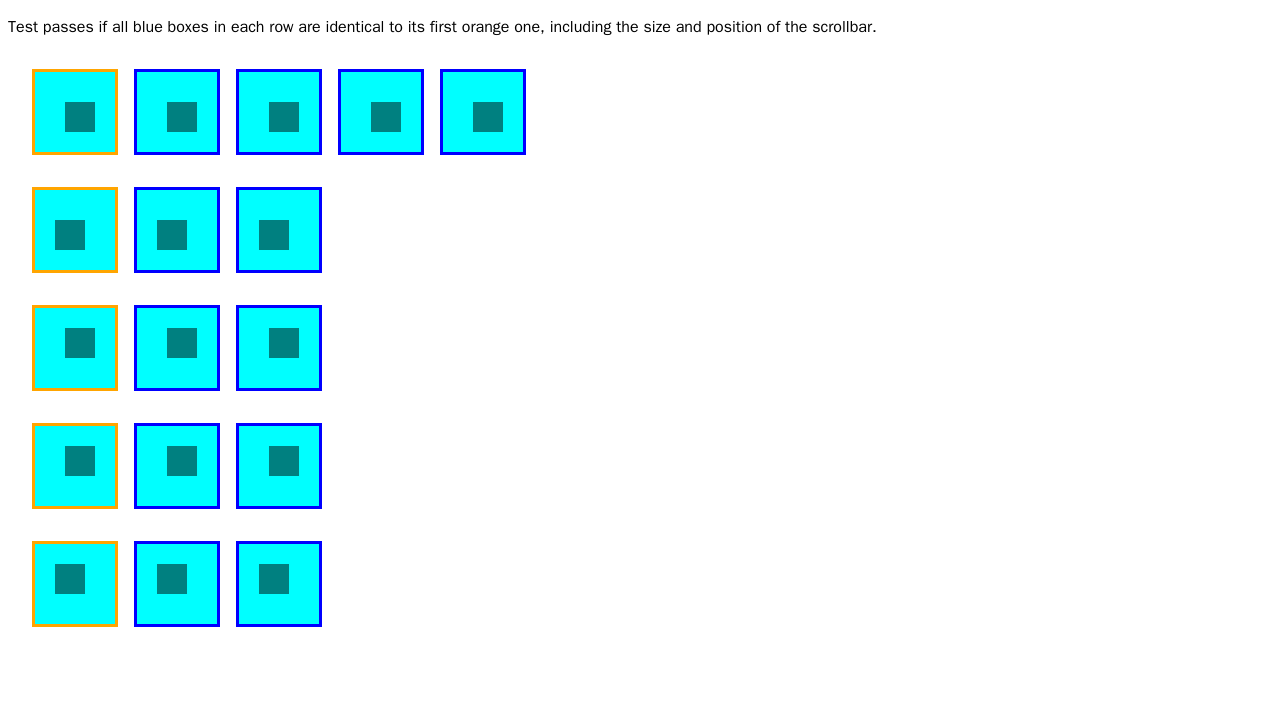 Test passes if all blue boxes in each row are identical to its first orange one, including the size and position of the scrollbar.